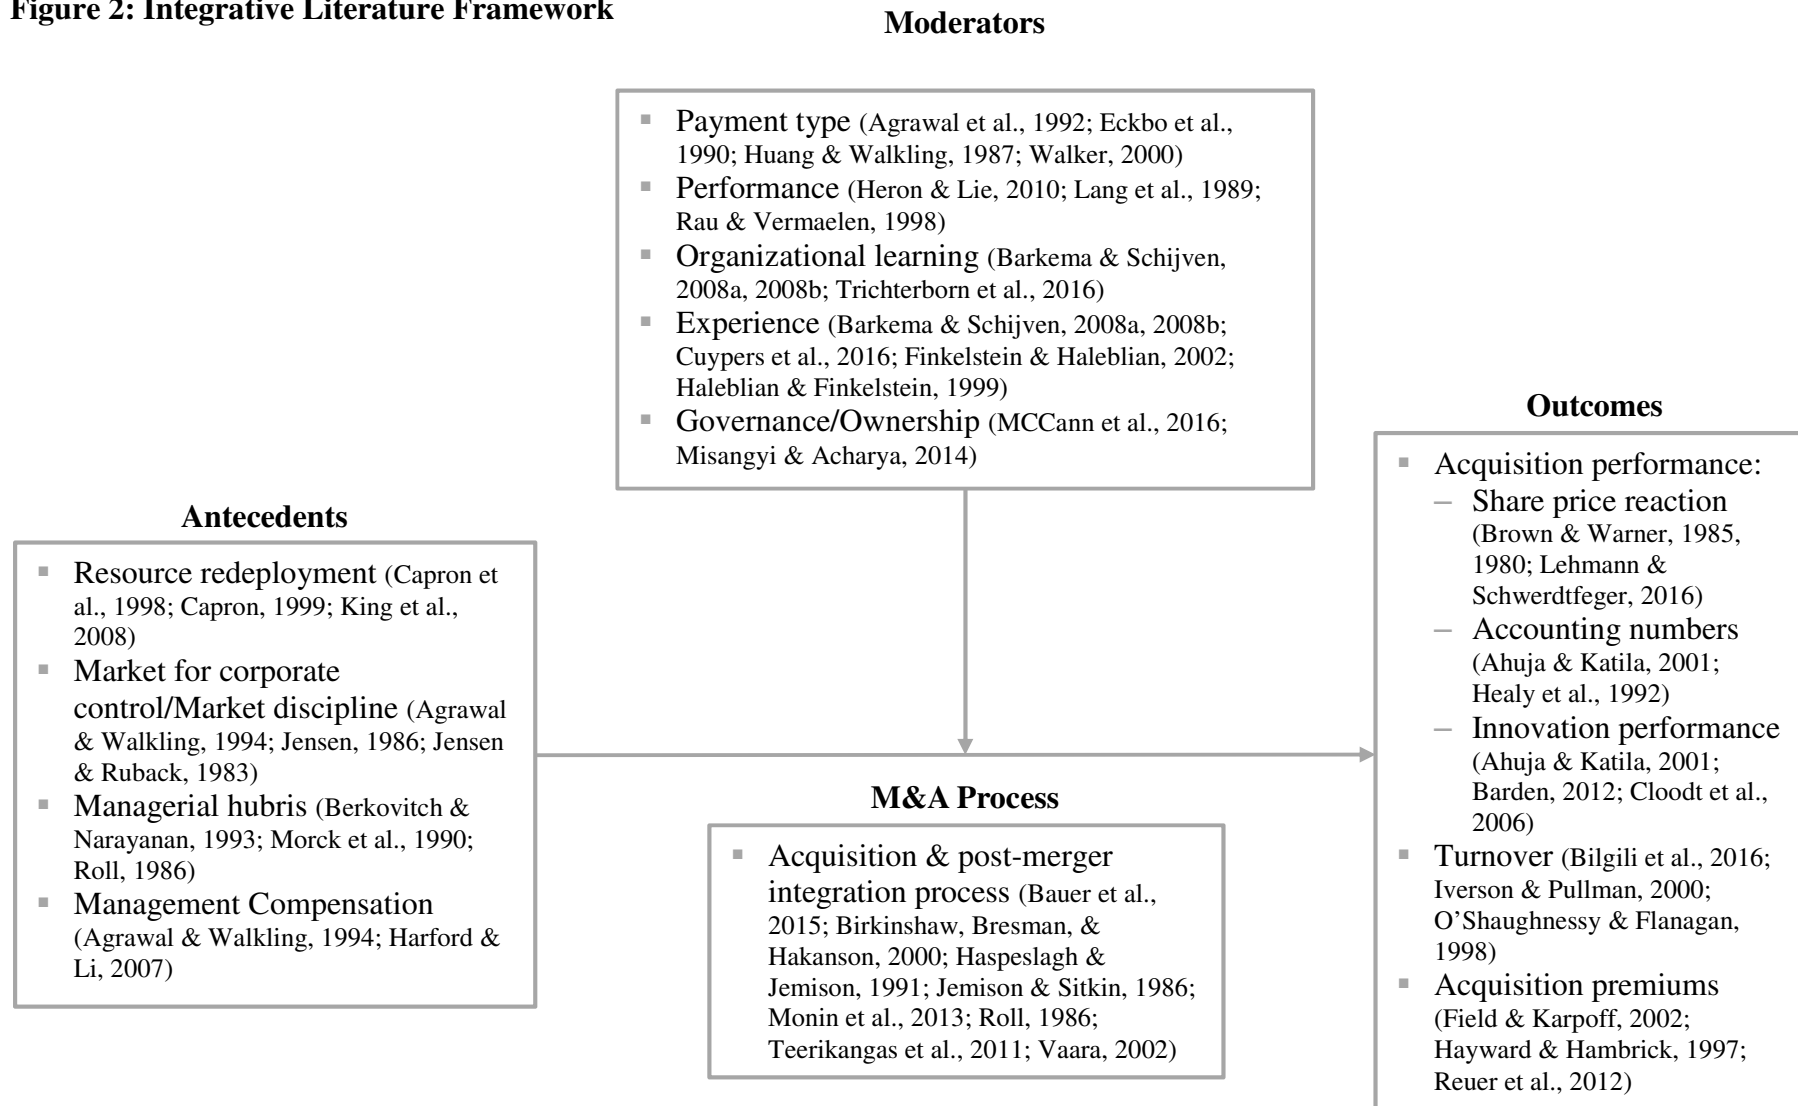 Figure 2: Integrative Literature Framework
Moderators
▪ Payment type (Agrawal et al., 1992; Eckbo et al.,
1990; Huang & Walkling, 1987; Walker, 2000)
▪ Performance (Heron & Lie, 2010; Lang et al., 1989;
Rau & Vermaelen, 1998)
▪ Organizational learning (Barkema & Schijven,
2008a, 2008b; Trichterborn et al., 2016)
▪ Experience (Barkema & Schijven, 2008a, 2008b;
Cuypers et al., 2016; Finkelstein & Haleblian, 2002;
Haleblian & Finkelstein, 1999)
▪ Governance/Ownership (MCCann et al., 2016;
Misangyi & Acharya, 2014)
Antecedents
▪ Resource redeployment (Capron et
al., 1998; Capron, 1999; King et al.,
2008)
▪ Market for corporate
control/Market discipline (Agrawal
& Walkling, 1994; Jensen, 1986; Jensen
& Ruback, 1983)
▪ Managerial hubris (Berkovitch &
Narayanan, 1993; Morck et al., 1990;
Roll, 1986)
▪ Management Compensation
(Agrawal & Walkling, 1994; Harford &
Li, 2007)
M&A Process
▪ Acquisition & post-merger
integration process (Bauer et al.,
2015; Birkinshaw, Bresman, &
Hakanson, 2000; Haspeslagh &
Jemison, 1991; Jemison & Sitkin, 1986;
Monin et al., 2013; Roll, 1986;
Teerikangas et al., 2011; Vaara, 2002)
Outcomes
▪ Acquisition performance:
– Share price reaction
(Brown & Warner, 1985,
1980; Lehmann &
Schwerdtfeger, 2016)
– Accounting numbers
(Ahuja & Katila, 2001;
Healy et al., 1992)
– Innovation performance
(Ahuja & Katila, 2001;
Barden, 2012; Cloodt et al.,
2006)
▪ Turnover (Bilgili et al., 2016;
Iverson & Pullman, 2000;
O’Shaughnessy & Flanagan,
1998)
▪ Acquisition premiums
(Field & Karpoff, 2002;
Hayward & Hambrick, 1997;
Reuer et al., 2012)